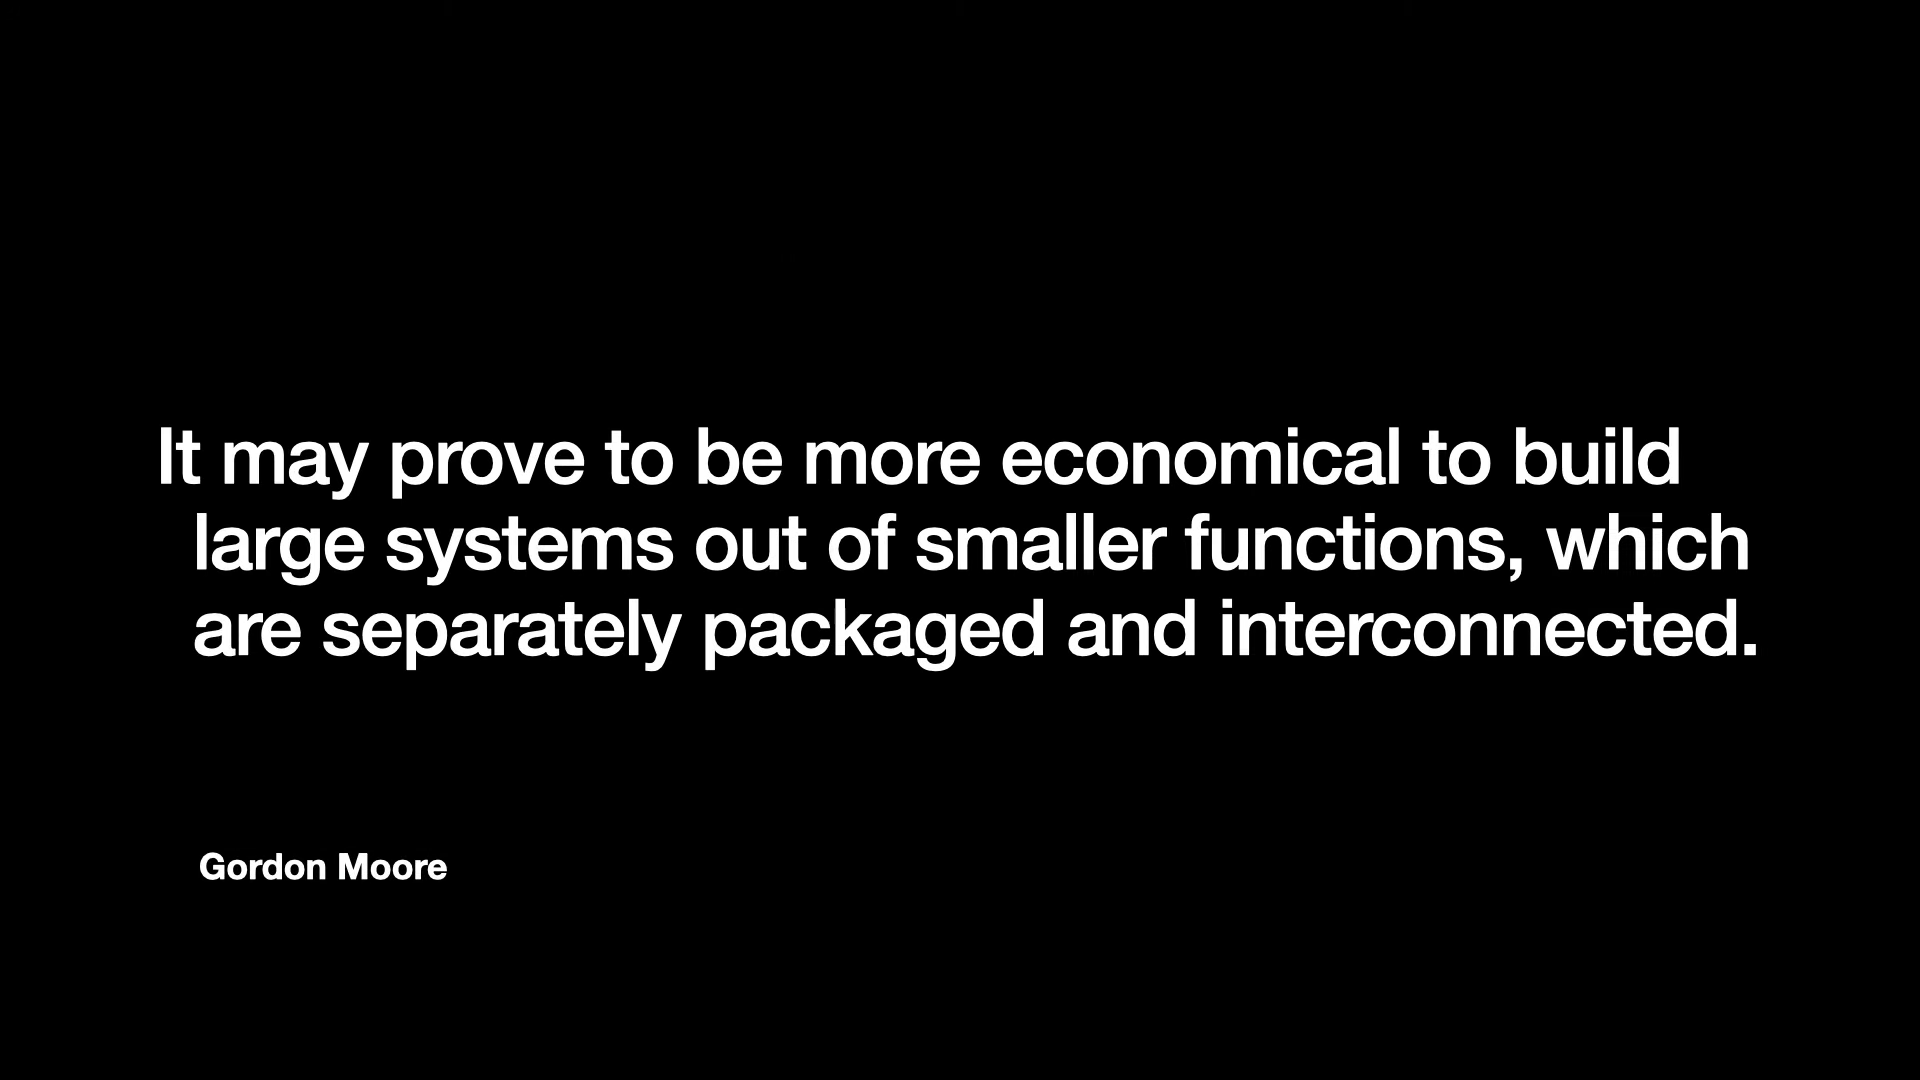 It may prove to be more economical to build
large systems out of smaller functions, which
are separately packaged and interconnected.
Gordon Moore